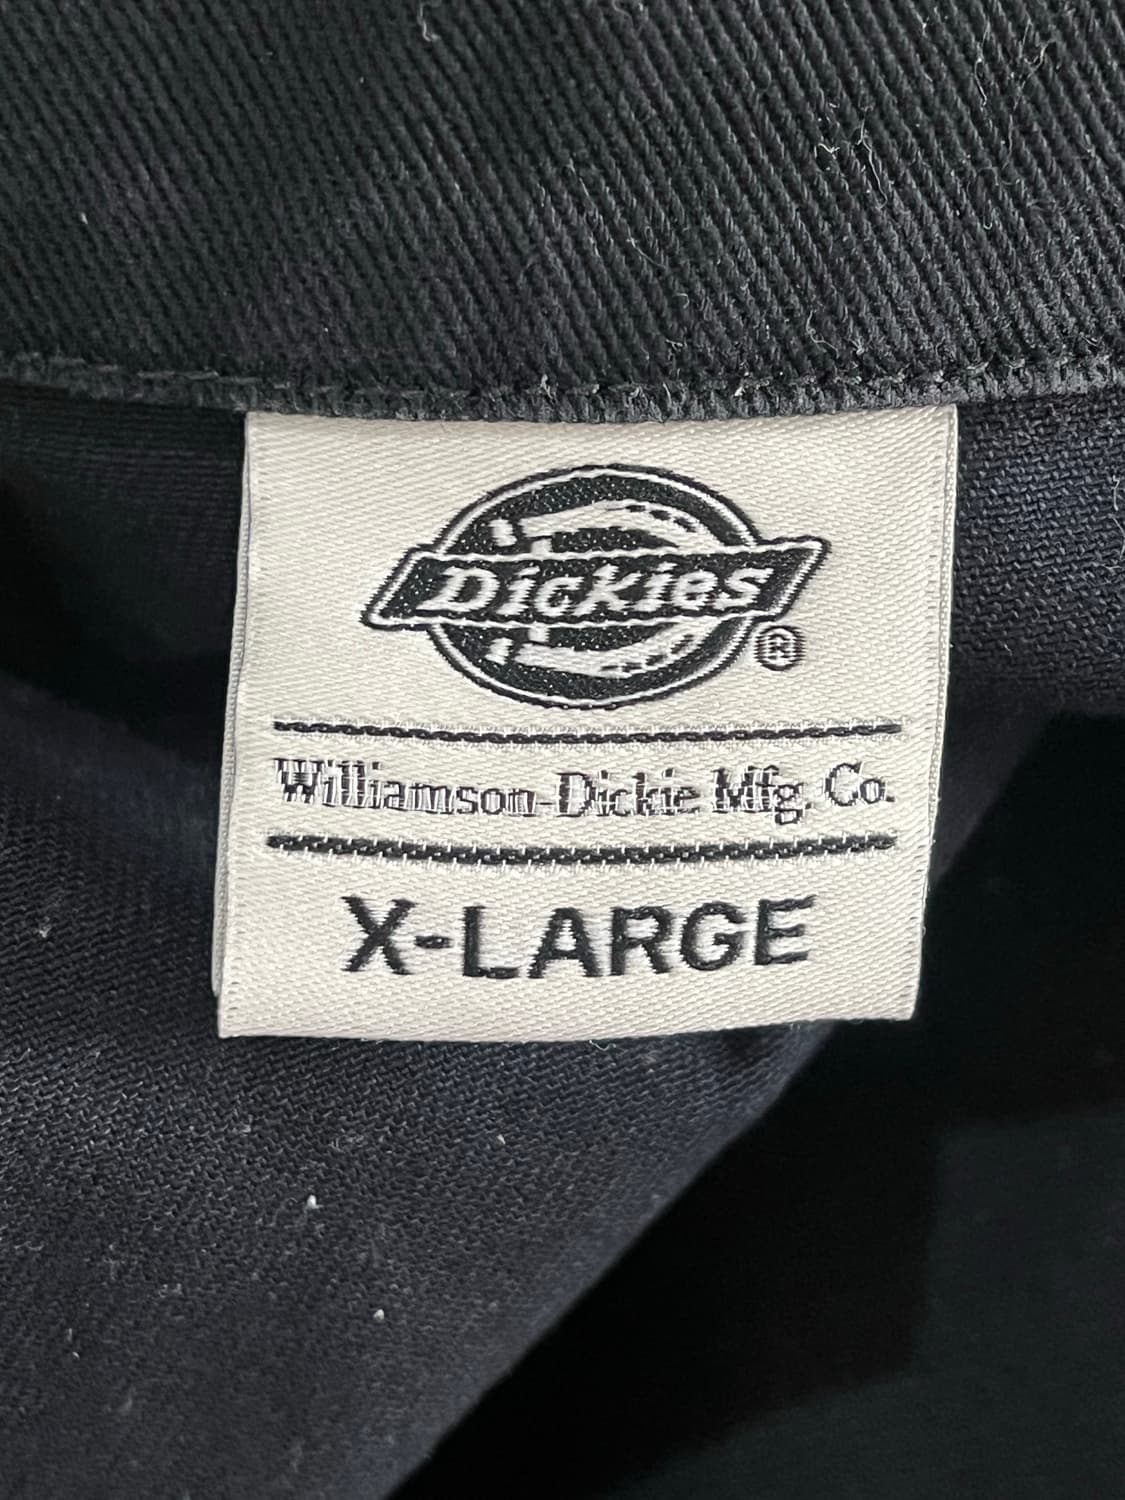 Dickies
®
Williamson-Dickie Mfg. Co.
X-LARGE